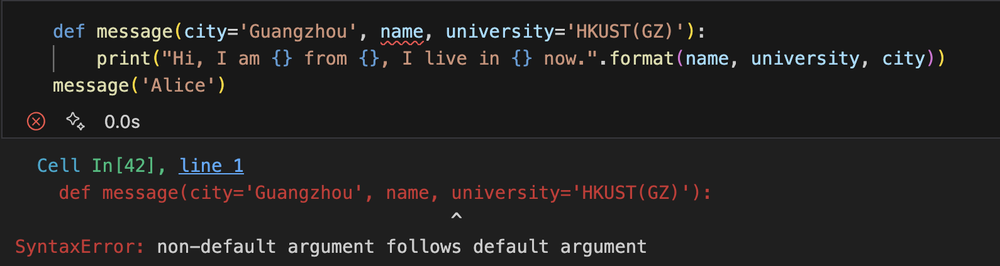 def message(city='Guangzhou', name, university='HKUST(GZ)'):
    print("Hi, I am {} from {}, I live in {} now.".format(name, university, city))
message('Alice')
0.0s
Cell In[42], line 1
    def message(city='Guangzhou', name, university='HKUST(GZ)'):
^
SyntaxError: non-default argument follows default argument